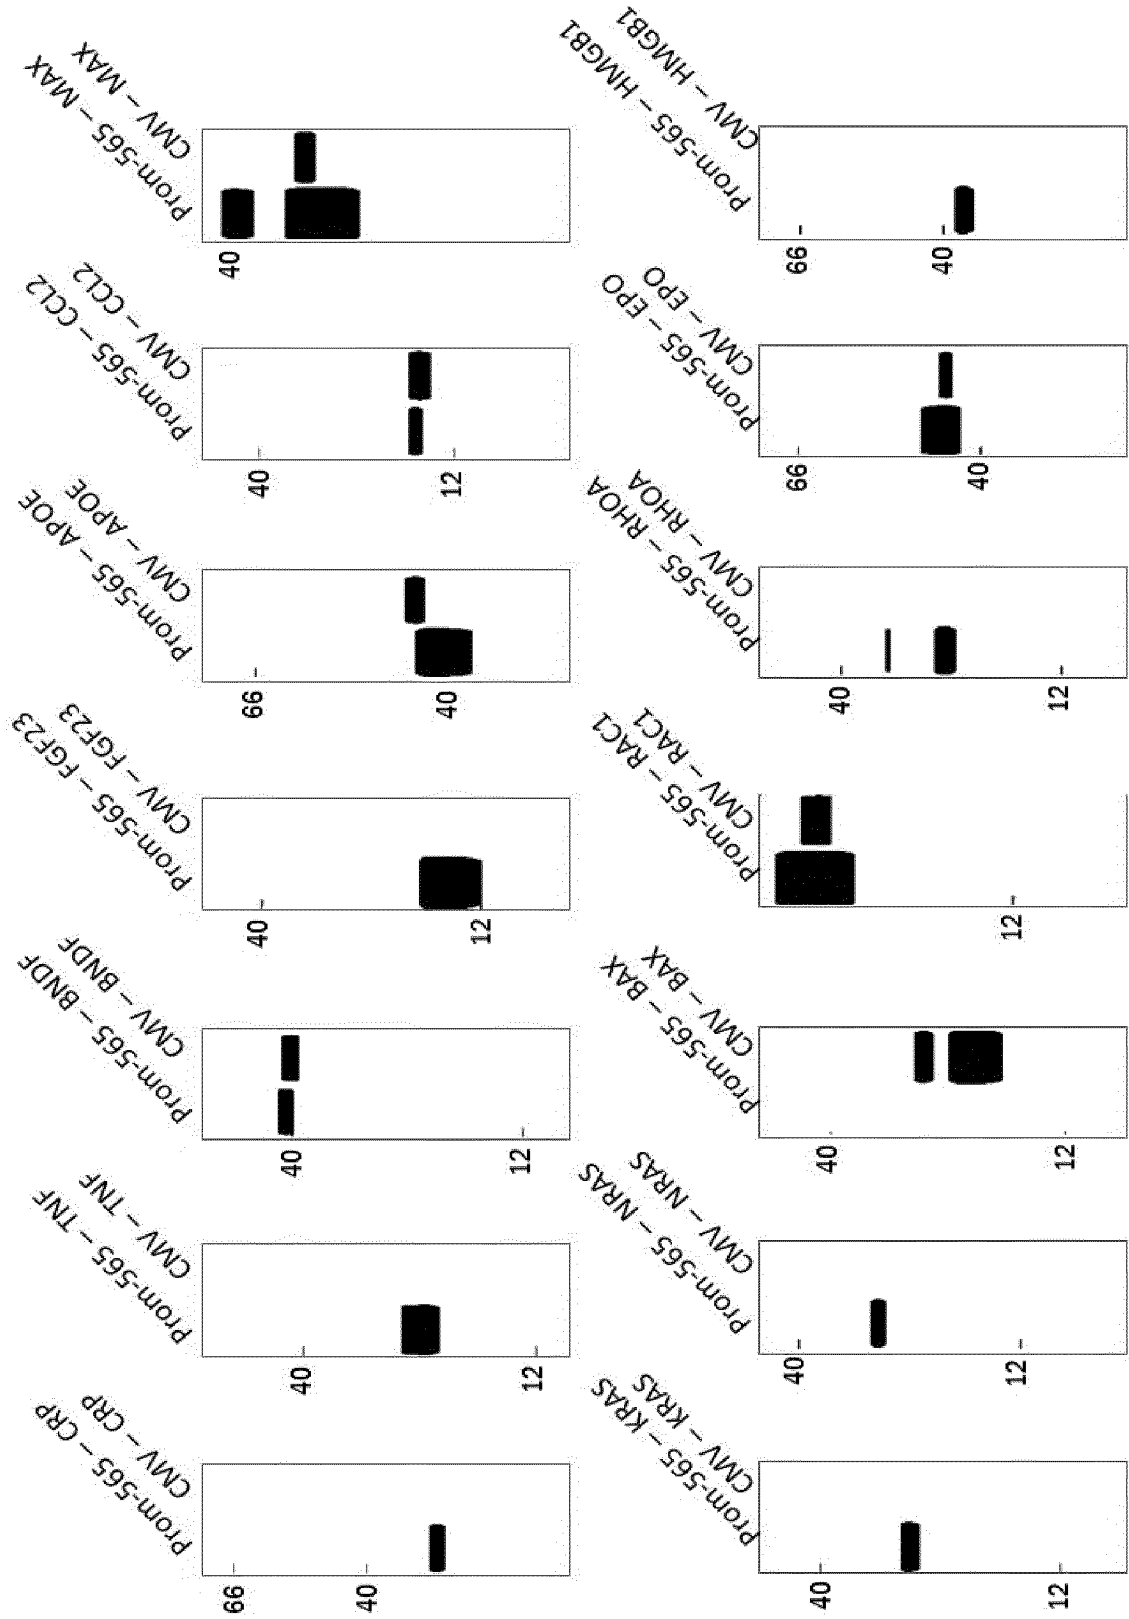 Prom-565 – CRP
CMV – CRP
66
40
Prom-565 – TNF
CMV – TNF
40
12
Prom-565 – BNDF
CMV – BNDF
40
12
Prom-565 – FGF23
CMV – FGF23
40
12
Prom-565 – APOE
CMV – APOE
66
40
Prom-565 – CCL2
CMV – CCL2
40
12
Prom-565 – MAX
CMV – MAX
40
Prom-565 – KRAS
CMV – KRAS
40
12
Prom-565 – NRAS
CMV – NRAS
40
12
Prom-565 – BAX
CMV – BAX
40
12
Prom-565 – RAC1
CMV – RAC1
12
Prom-565 – RHOA
CMV – RHOA
40
12
Prom-565 – EPO
CMV – EPO
66
40
Prom-565 – HMGB1
CMV – HMGB1
66
40